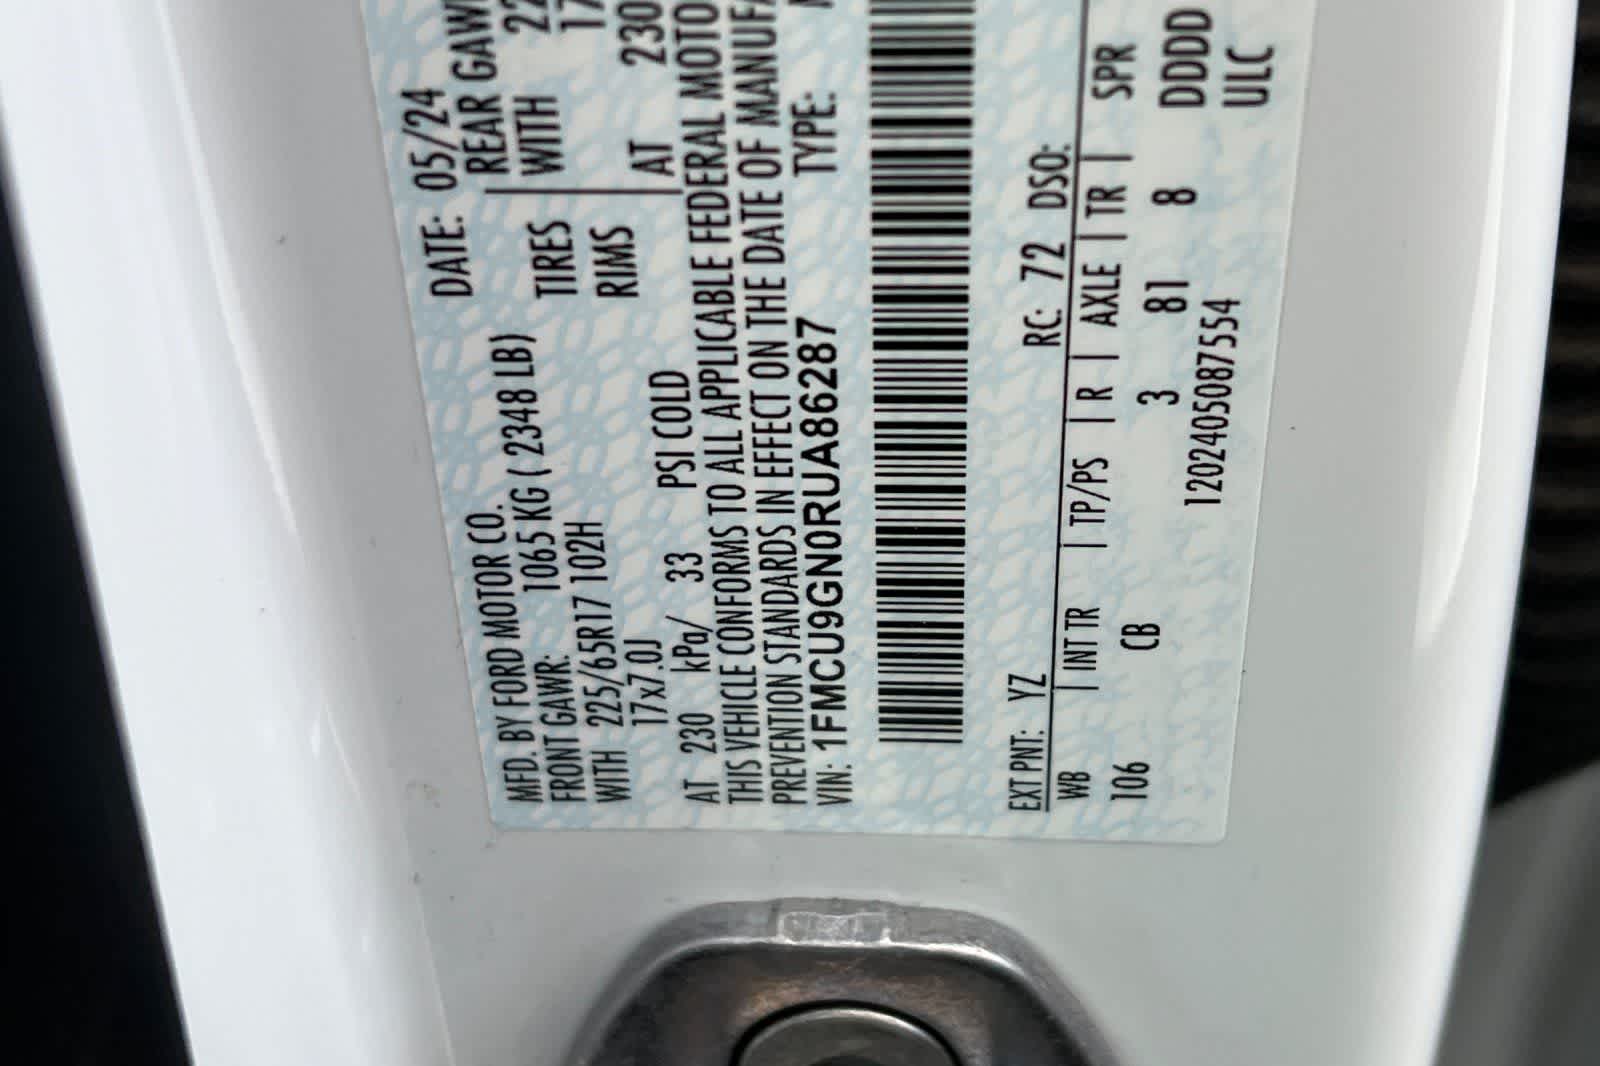 MFD. BY FORD MOTOR CO.
DATE: 05/24
FRONT GAWR: 1065 KG ( 2348 LB)
REAR GAWR
WITH 225/65R17 102H TIRES
WITH
17x7.0J RIMS
AT 230 kPa/ 33 PSI COLD
AT 230
THIS VEHICLE CONFORMS TO ALL APPLICABLE FEDERAL
PREVENTION STANDARDS IN EFFECT ON THE DATE OF
VIN: 1FMCU9GN0RUA86287 TYPE:
EXT PNT: YZ RC: 72 DSO:
WB | INT TR | TP/PS | R | AXLE | TR | SPR
106 CB 3 81 8 DDDD
1202405087554 ULC